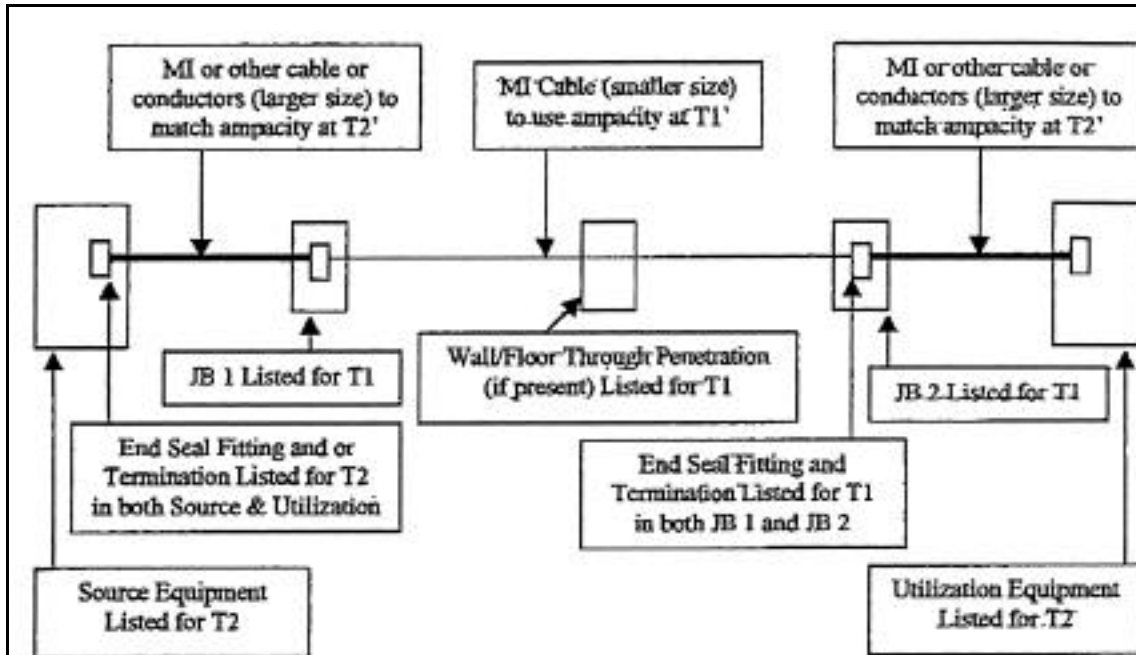 MI or other cable or
conductors (larger size) to
match ampacity at T2'
MI Cable (smaller size)
to use ampacity at T1'
MI or other cable or
conductors (larger size) to
match ampacity at T2'
JB 1 Listed for T1
Wall/Floor Through Penetration
(if present) Listed for T1
JB 2 Listed for T1
End Seal Fitting and or
Termination Listed for T2
in both Source & Utilization
End Seal Fitting and
Termination Listed for T1
in both JB 1 and JB 2
Source Equipment
Listed for T2
Utilization Equipment
Listed for T2